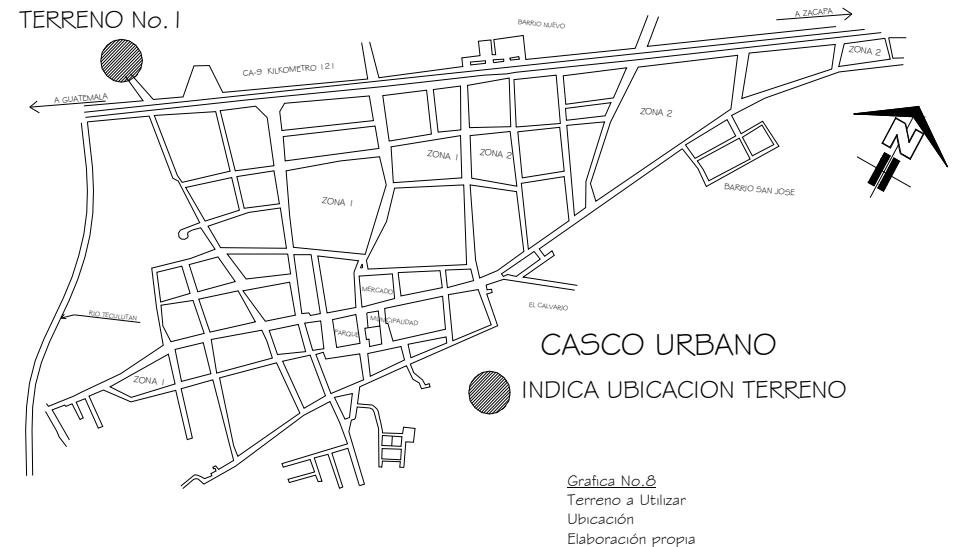 TERRENO No. 1
BARRIO NUEVO
A ZACAPA
ZONA 2
CA-9 KILKOMETRO 121
A GUATEMALA
ZONA 2
ZONA 1
ZONA 2
BARRIO SAN JOSE
N
ZONA 1
MERCADO
EL CALVARIO
RIO TECULUTAN
MUNICIPALIDAD
PARQUE
CASCO URBANO
ZONA 1
INDICA UBICACION TERRENO
Grafica No.8
Terreno a Utilizar
Ubicación
Elaboración propia